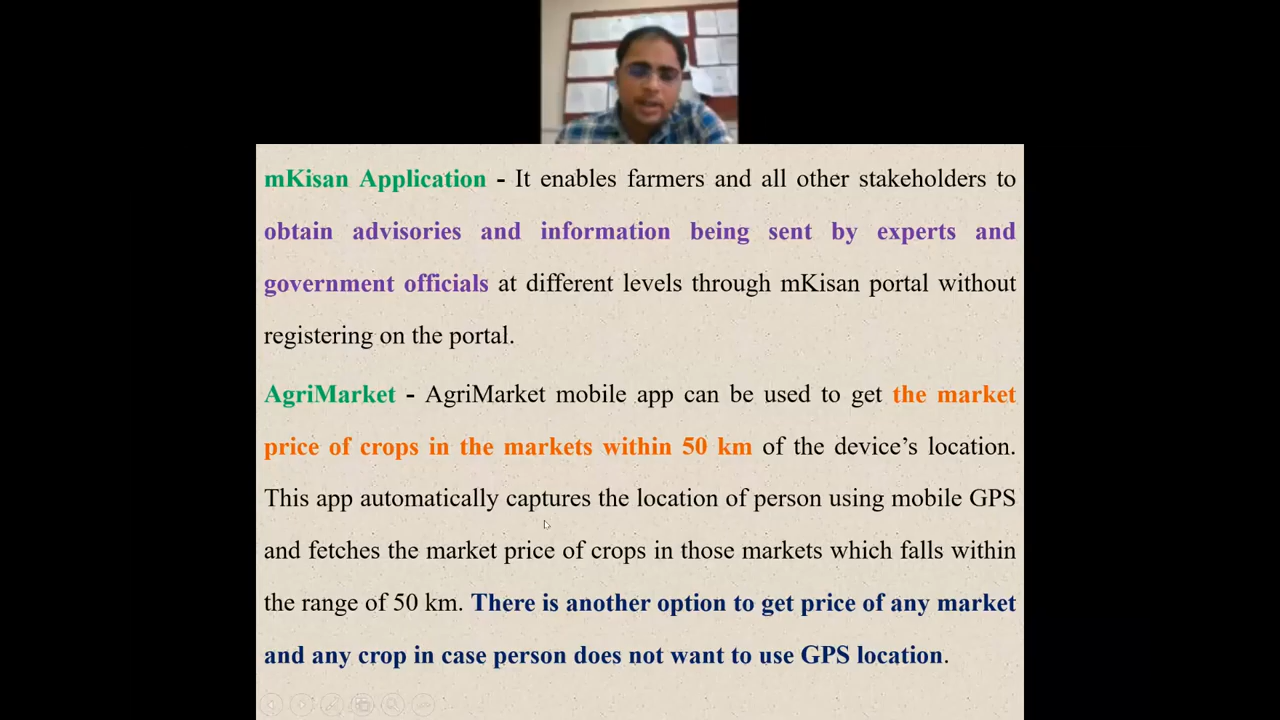 mKisan Application - It enables farmers and all other stakeholders to
obtain advisories and information being sent by experts and
government officials at different levels through mKisan portal without
registering on the portal.
AgriMarket - AgriMarket mobile app can be used to get the market
price of crops in the markets within 50 km of the device’s location.
This app automatically captures the location of person using mobile GPS
and fetches the market price of crops in those markets which falls within
the range of 50 km. There is another option to get price of any market
and any crop in case person does not want to use GPS location.